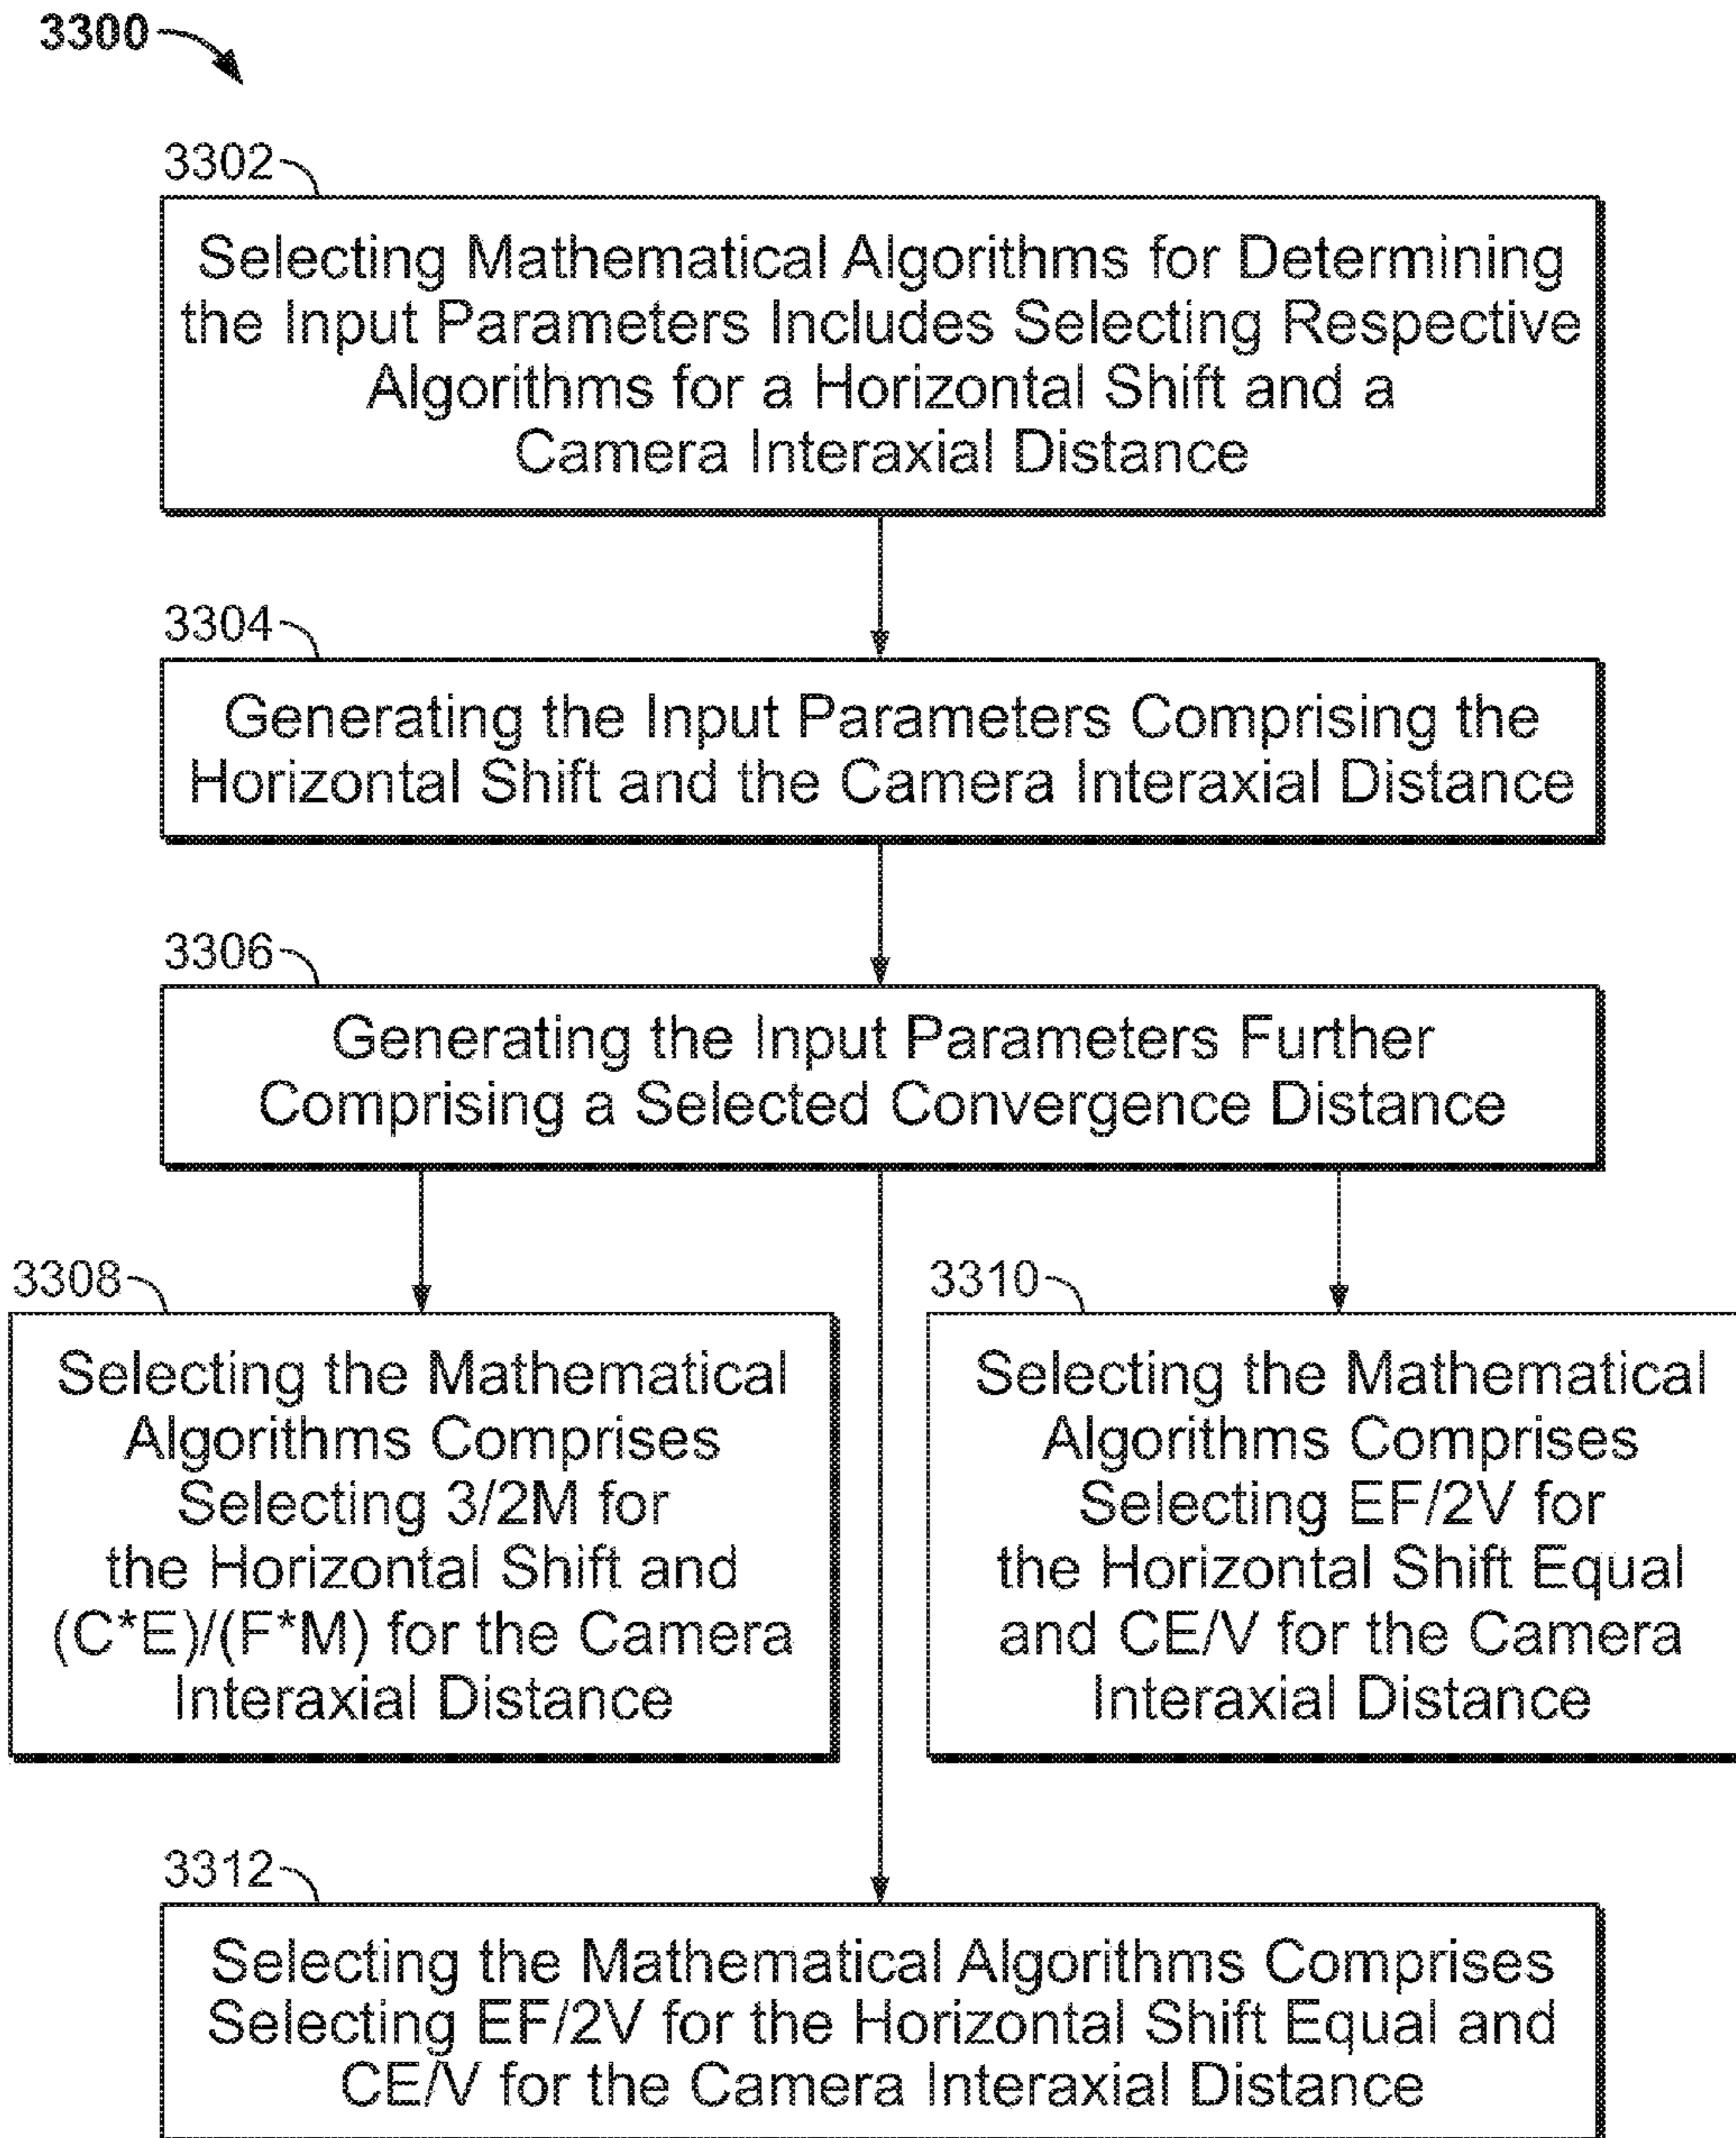 3300
3302
Selecting Mathematical Algorithms for Determining
the Input Parameters Includes Selecting Respective
Algorithms for a Horizontal Shift and a
Camera Interaxial Distance
3304
Generating the Input Parameters Comprising the
Horizontal Shift and the Camera Interaxial Distance
3306
Generating the Input Parameters Further
Comprising a Selected Convergence Distance
3308
Selecting the Mathematical
Algorithms Comprises
Selecting 3/2M for
the Horizontal Shift and
(C*E)/(F*M) for the Camera
Interaxial Distance
3310
Selecting the Mathematical
Algorithms Comprises
Selecting EF/2V for
the Horizontal Shift Equal
and CE/V for the Camera
Interaxial Distance
3312
Selecting the Mathematical Algorithms Comprises
Selecting EF/2V for the Horizontal Shift Equal and
CE/V for the Camera Interaxial Distance